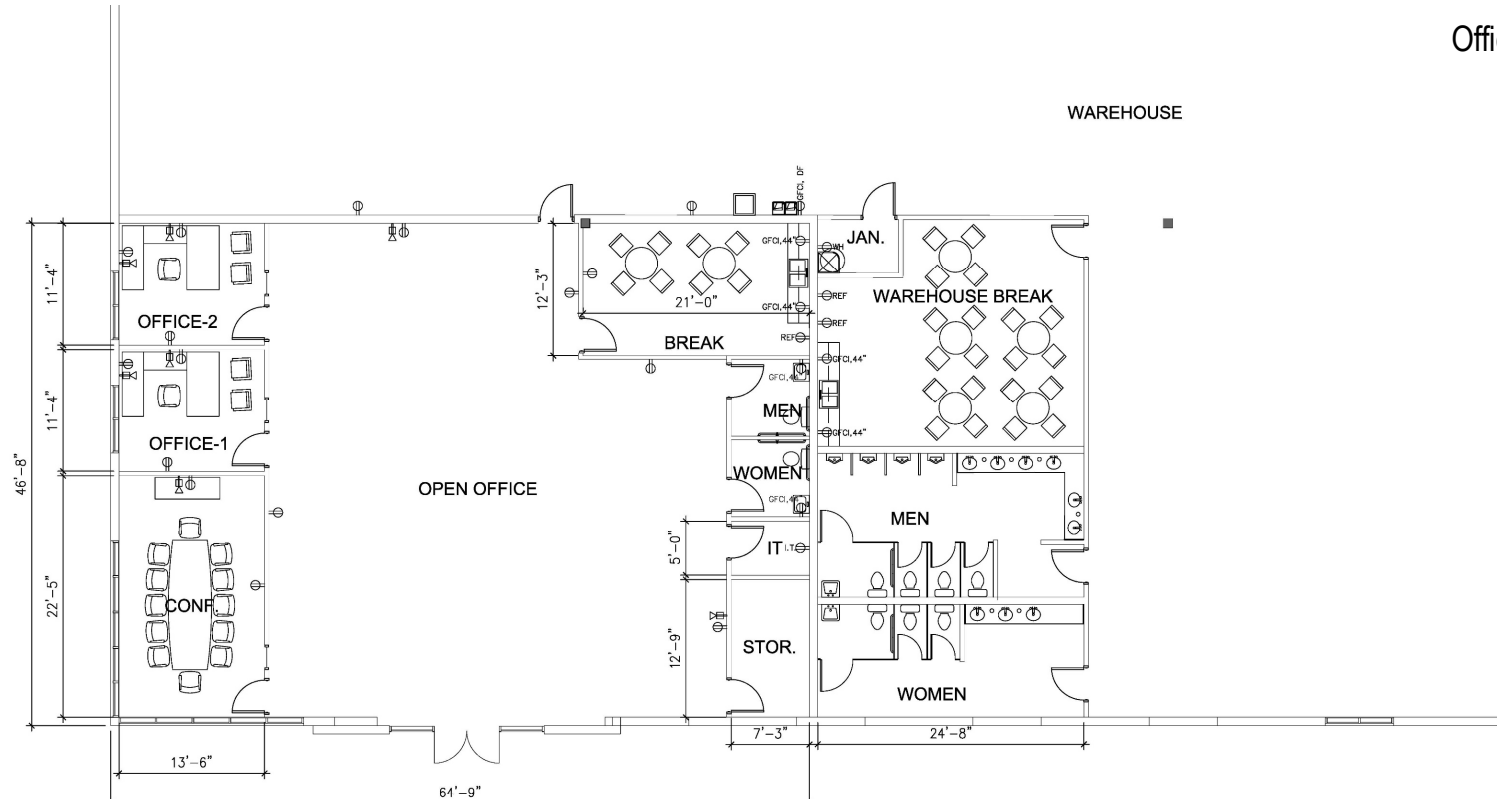 Offi
WAREHOUSE
GFCI, DF
JAN.
WH
GFCI,44"
11'-4"
12'-3"
21'-0"
REF
WAREHOUSE BREAK
GFCI,44"
OFFICE-2
REF
BREAK
REF
GFCI,44"
GFCI,44"
11'-4"
MEN
GFCI,44"
OFFICE-1
46'-8"
WOMEN
OPEN OFFICE
GFCI,44"
MEN
5'-0"
IT
I.T.
22'-5"
CONF.
12'-9"
STOR.
WOMEN
7'-3"
24'-8"
13'-6"
64'-9"